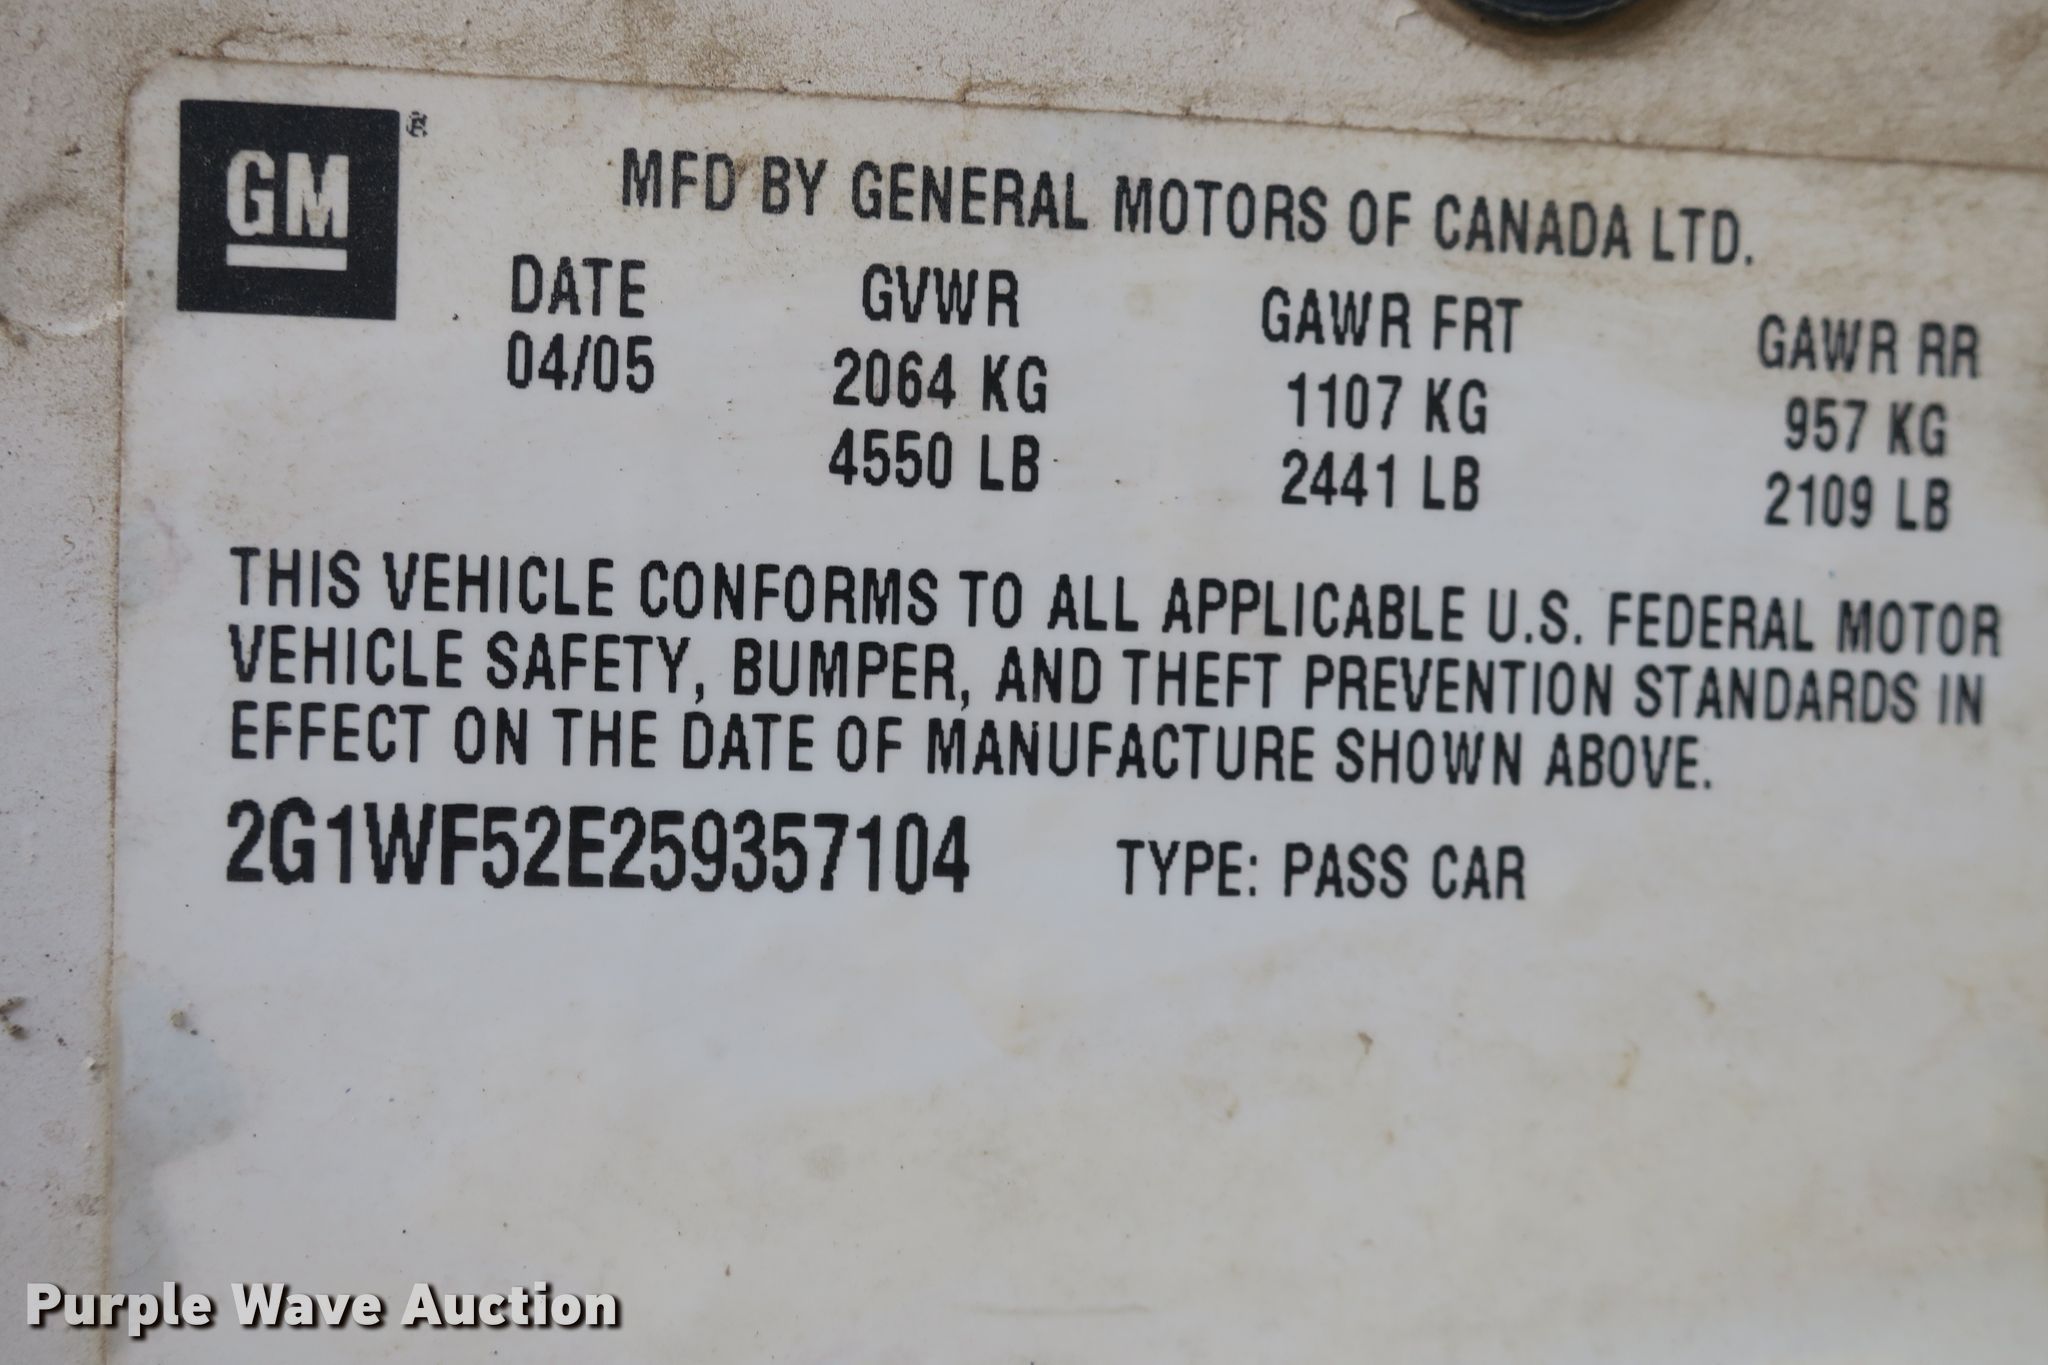 GM®
MFD BY GENERAL MOTORS OF CANADA LTD.
DATE GVWR GAWR FRT GAWR RR
04/05 2064 KG 1107 KG 957 KG
4550 LB 2441 LB 2109 LB
THIS VEHICLE CONFORMS TO ALL APPLICABLE U.S. FEDERAL MOTOR
VEHICLE SAFETY, BUMPER, AND THEFT PREVENTION STANDARDS IN
EFFECT ON THE DATE OF MANUFACTURE SHOWN ABOVE.
2G1WF52E259357104 TYPE: PASS CAR
Purple Wave Auction